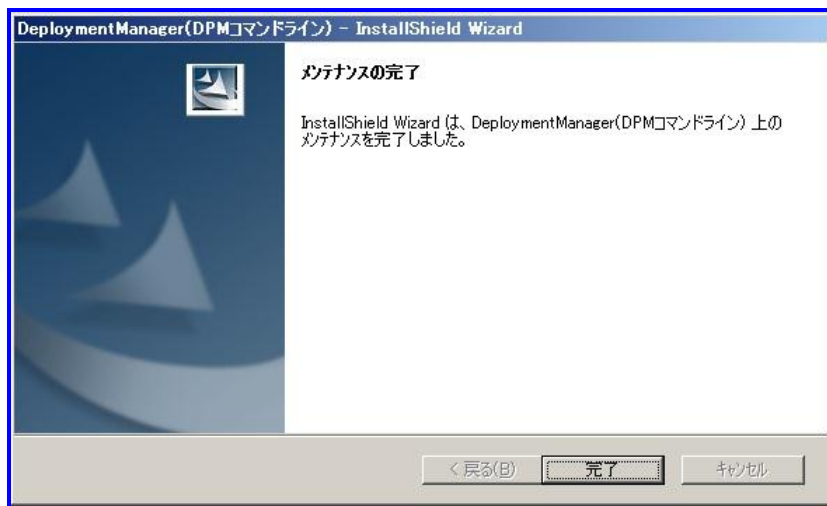 DeploymentManager(DPMコマンドライン) - InstallShield Wizard
メンテナンスの完了
InstallShield Wizard は、DeploymentManager(DPMコマンドライン) 上の
メンテナンスを完了しました。
< 戻る(B)
完了
キャンセル